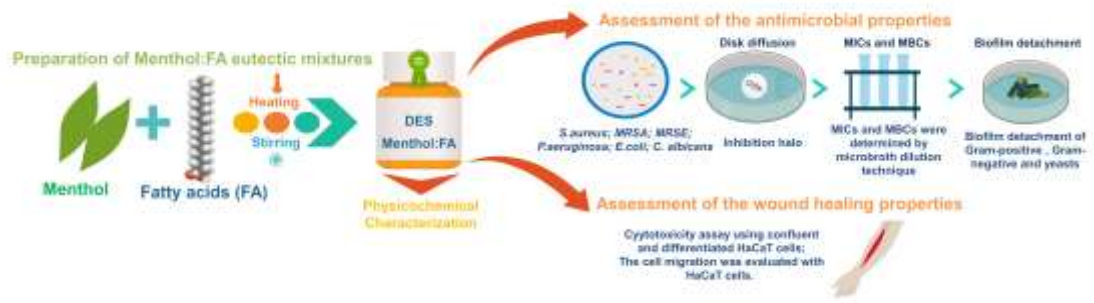 Assessment of the antimicrobial properties
Preparation of Menthol:FA eutectic mixtures
Heating
Stirring
Menthol
Fatty acids (FA)
DES
Menthol:FA
Physicochemical
Characterization
S.aureus; MRSA; MRSE;
P.aeruginosa; E.coli; C. albicans
Disk diffusion
Inhibition halo
MICs and MBCs
MICs and MBCs were
determined by
microbroth dilution
technique
Biofilm detachment
Biofilm detachment of
Gram-positive , Gram-
negative and yeasts
Assessment of the wound healing properties
Cyytotoxicity assay using confluent
and differentiated HaCaT cells;
The cell migration was evaluated with
HaCaT cells.